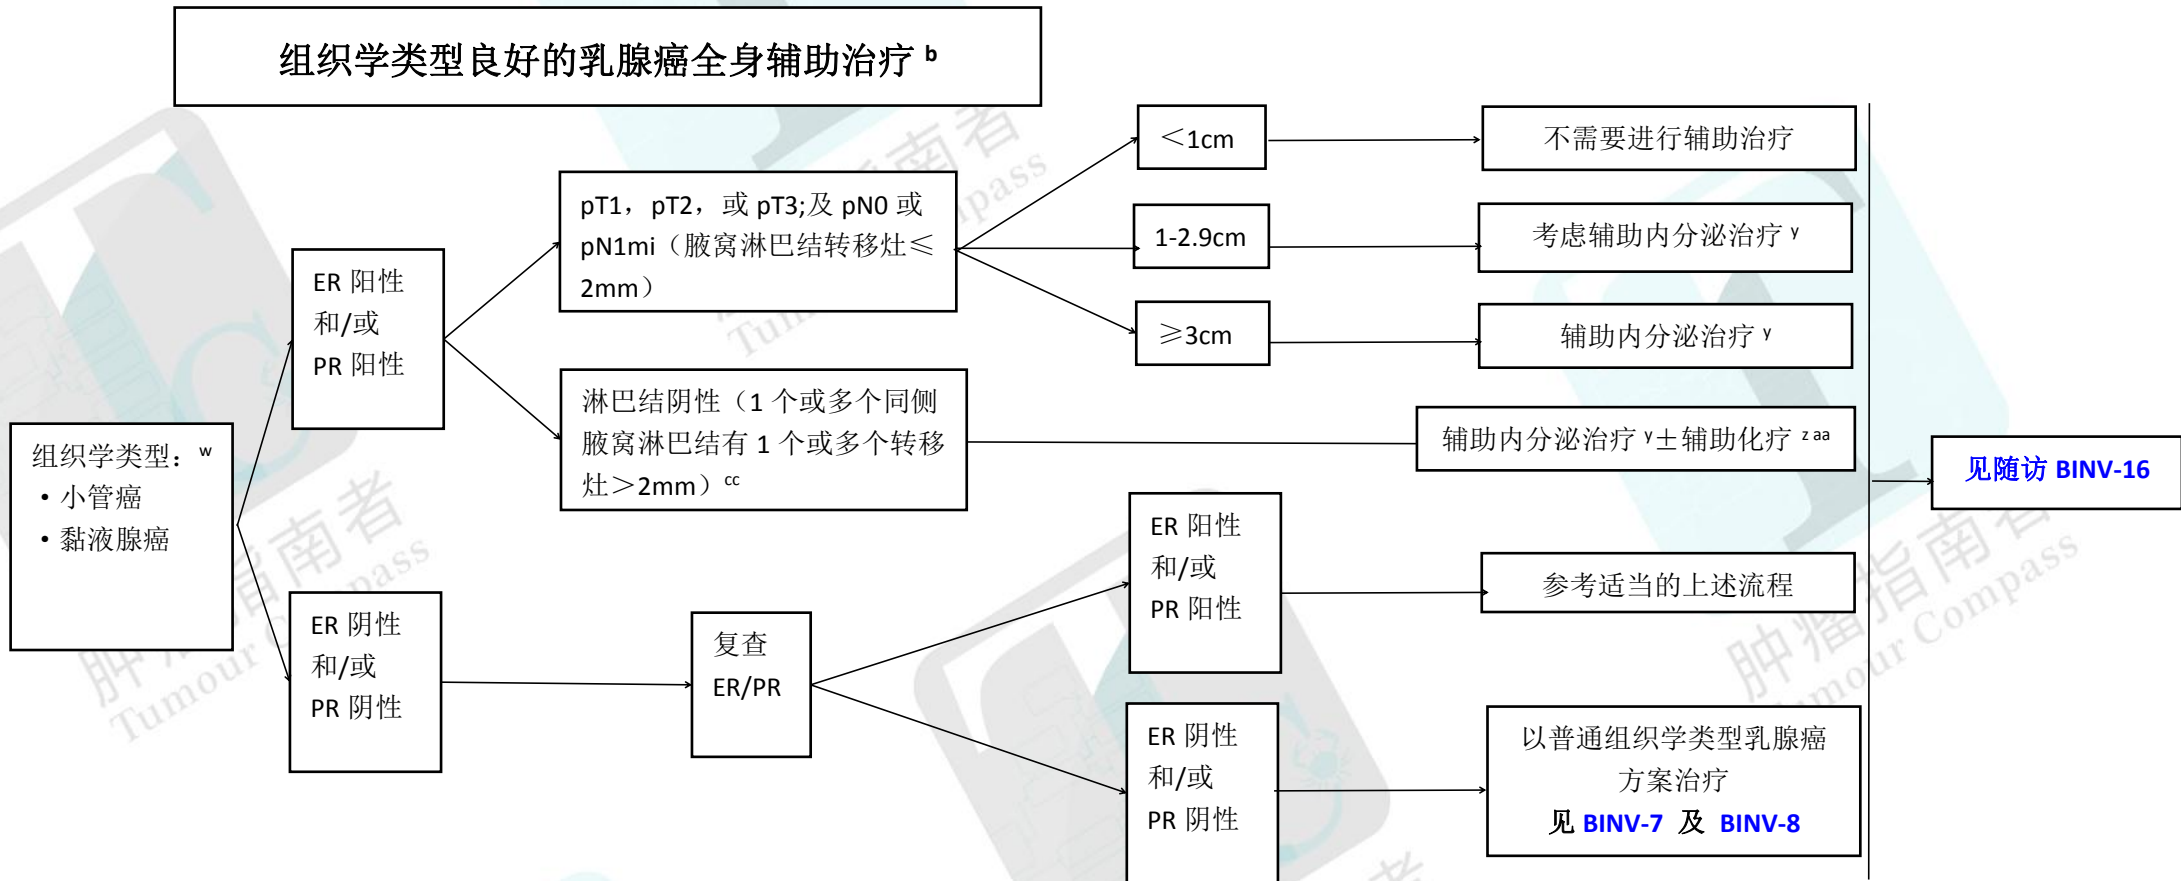 组织学类型良好的乳腺癌全身辅助治疗 b
组织学类型： w
• 小管癌
• 黏液腺癌
ER 阳性
和/或
PR 阳性
pT1，pT2，或 pT3;及 pN0 或
pN1mi（腋窝淋巴结转移灶≤
2mm）
＜1cm
不需要进行辅助治疗
1-2.9cm
考虑辅助内分泌治疗 y
≥3cm
辅助内分泌治疗 y
淋巴结阴性（1 个或多个同侧
腋窝淋巴结有 1 个或多个转移
灶＞2mm）cc
辅助内分泌治疗 y±辅助化疗 z aa
ER 阴性
和/或
PR 阴性
复查
ER/PR
ER 阳性
和/或
PR 阳性
参考适当的上述流程
ER 阴性
和/或
PR 阴性
以普通组织学类型乳腺癌
方案治疗
见 BINV-7 及 BINV-8
见随访 BINV-16
肿瘤指南者
Tumour Compass